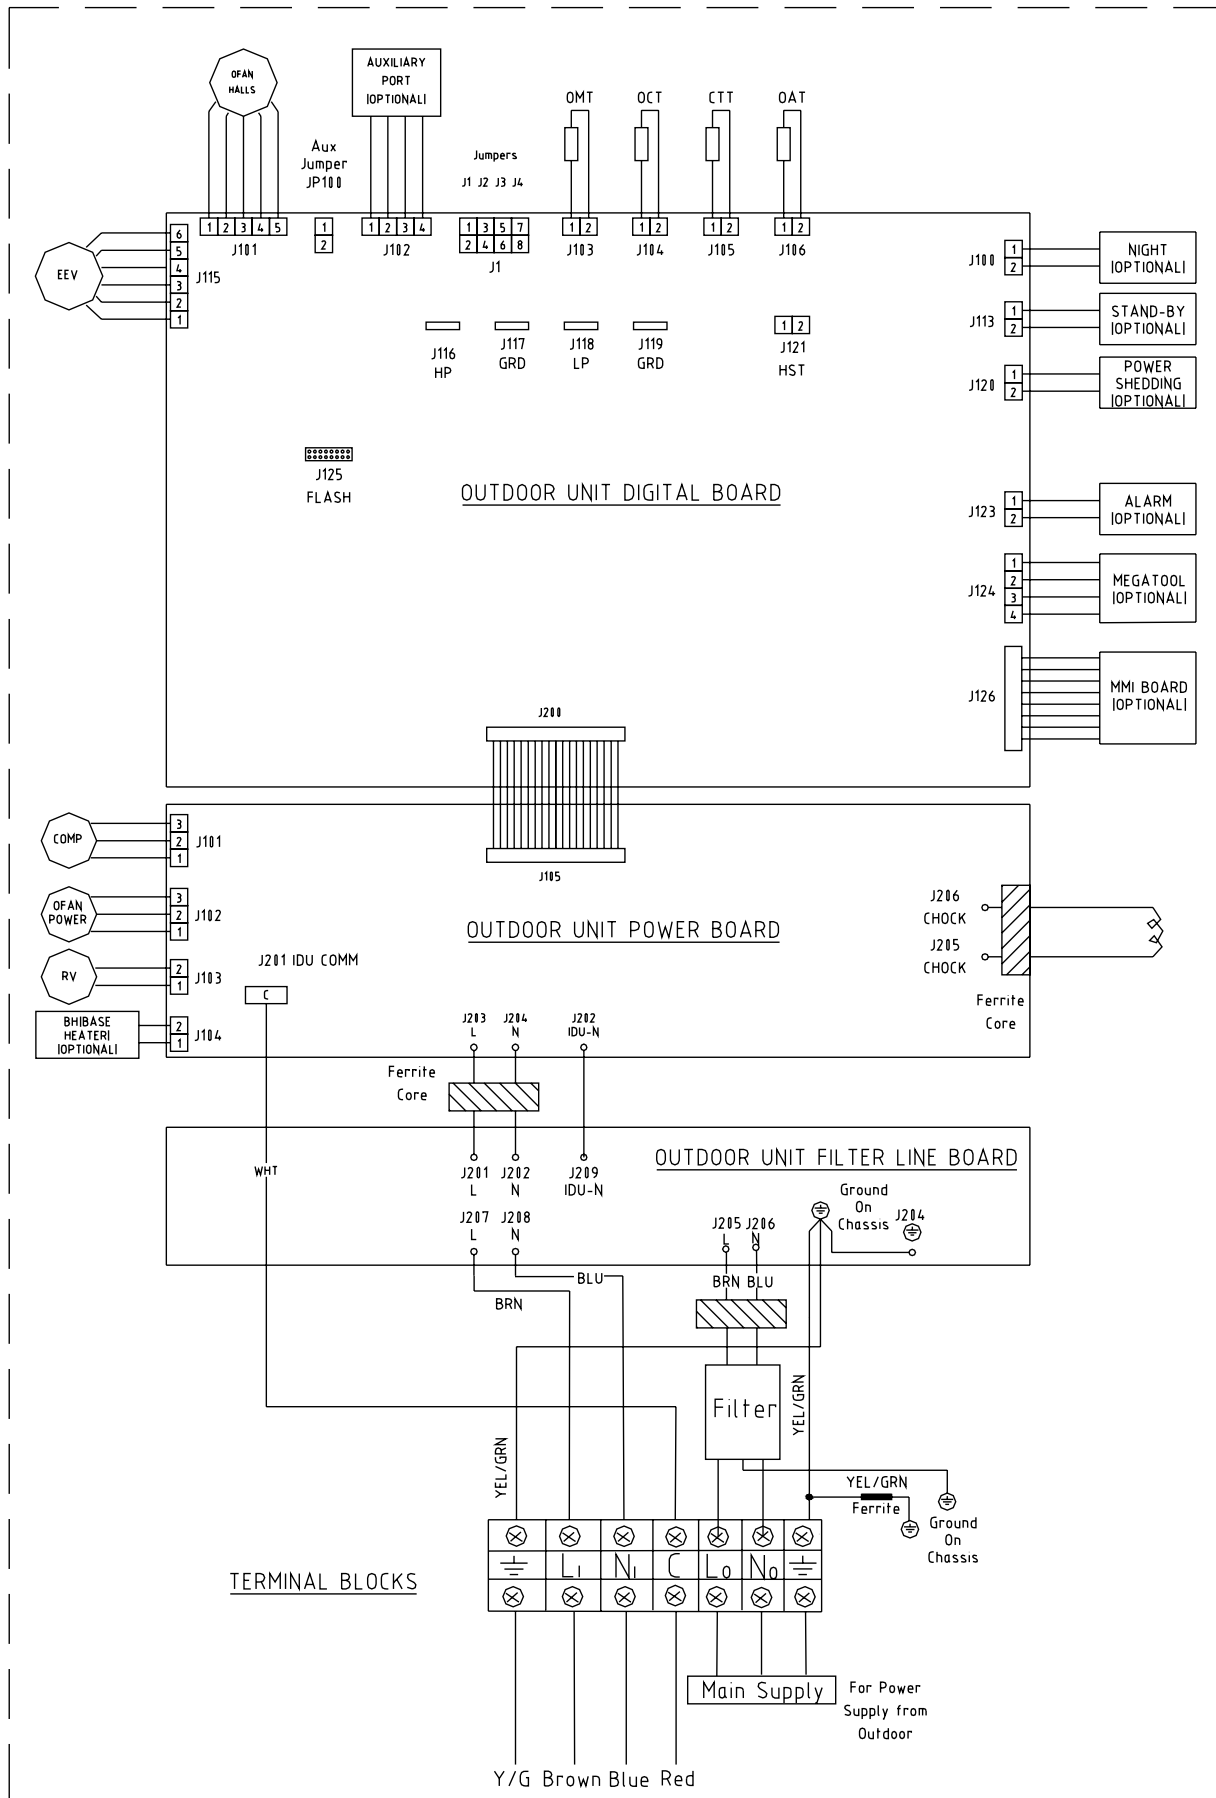 OFAN
HALLS
AUXILIARY
PORT
|OPTIONAL|
Aux
Jumper
JP100
Jumpers
J1 J2 J3 J4
OMT
OCT
CTT
OAT
1 2 3 4 5
J101
1
2
1 2 3 4
J102
1 3 5 7
2 4 6 8
J1
1 2
J103
1 2
J104
1 2
J105
1 2
J106
EEV
6
5
4
3
2
1
J115
J100
1
2
NIGHT
|OPTIONAL|
J113
1
2
STAND-BY
|OPTIONAL|
J120
1
2
POWER
SHEDDING
|OPTIONAL|
J116
HP
J117
GRD
J118
LP
J119
GRD
1 2
J121
HST
J125
FLASH
OUTDOOR UNIT DIGITAL BOARD
J123
1
2
ALARM
|OPTIONAL|
J124
1
2
3
4
MEGATOOL
|OPTIONAL|
J126
MMI BOARD
|OPTIONAL|
J200
COMP
3
2
1
J101
J105
OFAN
POWER
3
2
1
J102
OUTDOOR UNIT POWER BOARD
J206
CHOCK
J205
CHOCK
Ferrite
Core
RV
2
1
J103
J201 IDU COMM
C
BH|BASE
HEATER|
|OPTIONAL|
2
1
J104
J203
L
J204
N
J202
IDU-N
Ferrite
Core
WHT
J201
L
J202
N
J209
IDU-N
OUTDOOR UNIT FILTER LINE BOARD
J207
L
J208
N
J205
L
J206
N
Ground
On
Chassis
J204
BLU
BRN
BRN BLU
Filter
YEL/GRN
YEL/GRN
YEL/GRN
Ferrite
Ground
On
Chassis
TERMINAL BLOCKS
L1 N1 C Lo No
Main Supply
For Power
Supply from
Outdoor
Y/G Brown Blue Red